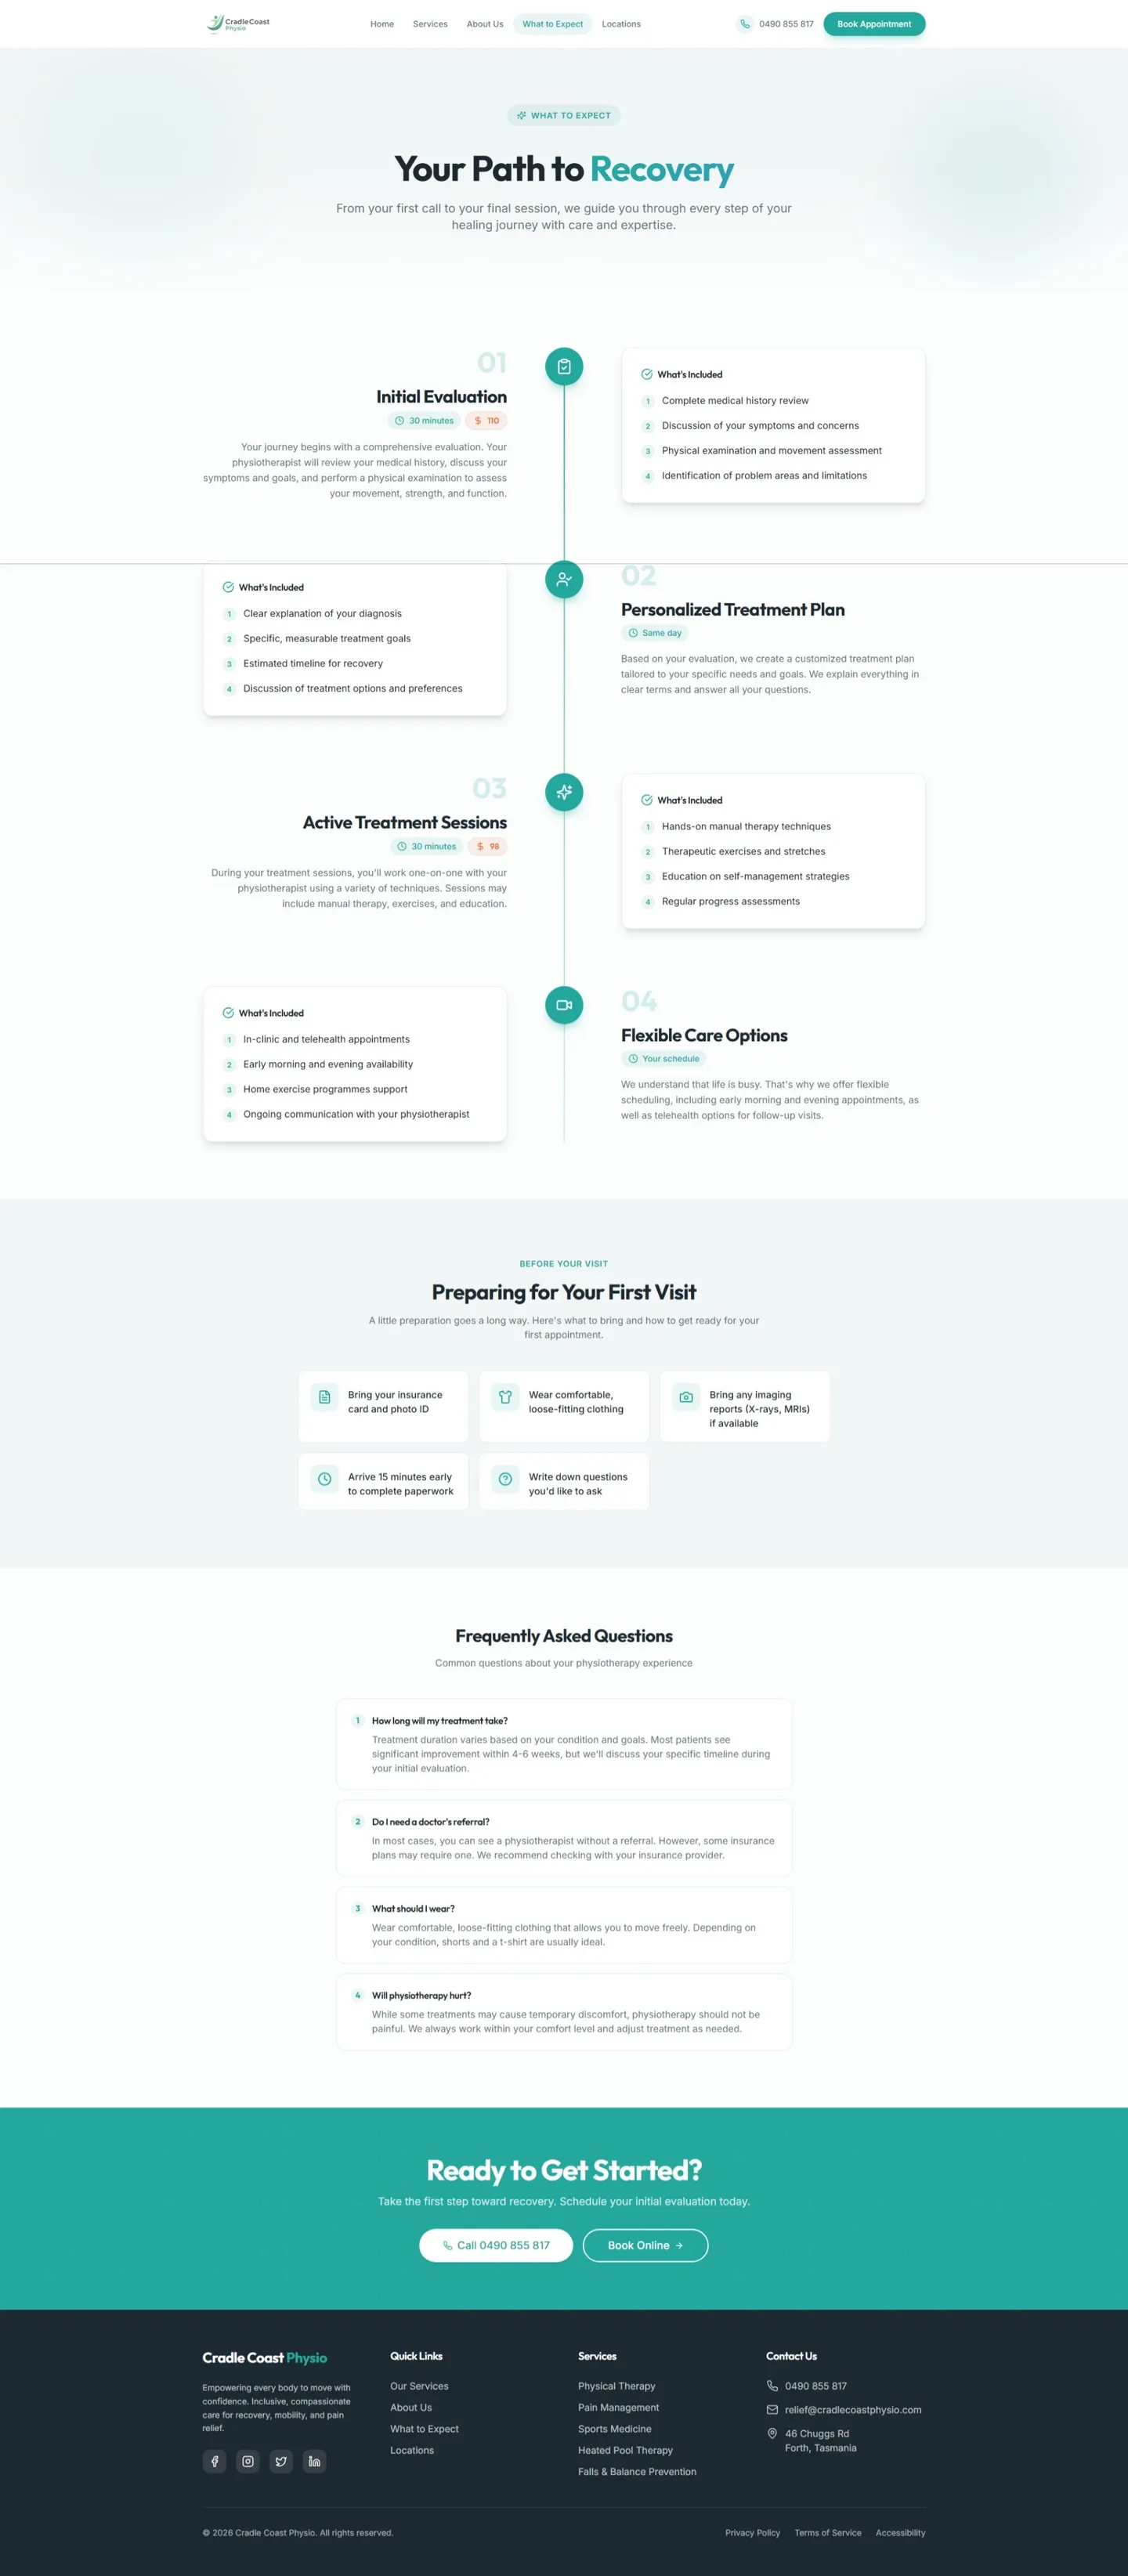 Cradle Coast
Physio
Home
Services
About Us
What to Expect
Locations
0490 855 817
Book Appointment
WHAT TO EXPECT
Your Path to Recovery
From your first call to your final session, we guide you through every step of your
healing journey with care and expertise.
01
Initial Evaluation
30 minutes
$ 110
Your journey begins with a comprehensive evaluation. Your
physiotherapist will review your medical history, discuss your
symptoms and goals, and perform a physical examination to assess
your movement, strength, and function.
What's Included
1 Complete medical history review
2 Discussion of your symptoms and concerns
3 Physical examination and movement assessment
4 Identification of problem areas and limitations
02
Personalized Treatment Plan
Same day
Based on your evaluation, we create a customized treatment plan
tailored to your specific needs and goals. We explain everything in
clear terms and answer all your questions.
What's Included
1 Clear explanation of your diagnosis
2 Specific, measurable treatment goals
3 Estimated timeline for recovery
4 Discussion of treatment options and preferences
03
Active Treatment Sessions
30 minutes
$ 98
During your treatment sessions, you'll work one-on-one with your
physiotherapist using a variety of techniques. Sessions may
include manual therapy, exercises, and education.
What's Included
1 Hands-on manual therapy techniques
2 Therapeutic exercises and stretches
3 Education on self-management strategies
4 Regular progress assessments
04
Flexible Care Options
Your schedule
We understand that life is busy. That's why we offer flexible
scheduling, including early morning and evening appointments, as
well as telehealth options for follow-up visits.
What's Included
1 In-clinic and telehealth appointments
2 Early morning and evening availability
3 Home exercise programmes support
4 Ongoing communication with your physiotherapist
BEFORE YOUR VISIT
Preparing for Your First Visit
A little preparation goes a long way. Here's what to bring and how to get ready for your
first appointment.
Bring your insurance
card and photo ID
Wear comfortable,
loose-fitting clothing
Bring any imaging
reports (X-rays, MRIs)
if available
Arrive 15 minutes early
to complete paperwork
Write down questions
you'd like to ask
Frequently Asked Questions
Common questions about your physiotherapy experience
1 How long will my treatment take?
Treatment duration varies based on your condition and goals. Most patients see
significant improvement within 4-6 weeks, but we'll discuss your specific timeline during
your initial evaluation.
2 Do I need a doctor's referral?
In most cases, you can see a physiotherapist without a referral. However, some insurance
plans may require one. We recommend checking with your insurance provider.
3 What should I wear?
Wear comfortable, loose-fitting clothing that allows you to move freely. Depending on
your condition, shorts and a t-shirt are usually ideal.
4 Will physiotherapy hurt?
While some treatments may cause temporary discomfort, physiotherapy should not be
painful. We always work within your comfort level and adjust treatment as needed.
Ready to Get Started?
Take the first step toward recovery. Schedule your initial evaluation today.
Call 0490 855 817
Book Online →
Cradle Coast Physio
Empowering every body to move with
confidence. Inclusive, compassionate
care for recovery, mobility, and pain
relief.
Quick Links
Our Services
About Us
What to Expect
Locations
Services
Physical Therapy
Pain Management
Sports Medicine
Heated Pool Therapy
Falls & Balance Prevention
Contact Us
0490 855 817
relief@cradlecoastphysio.com
46 Chuggs Rd
Forth, Tasmania
© 2026 Cradle Coast Physio. All rights reserved.
Privacy Policy
Terms of Service
Accessibility